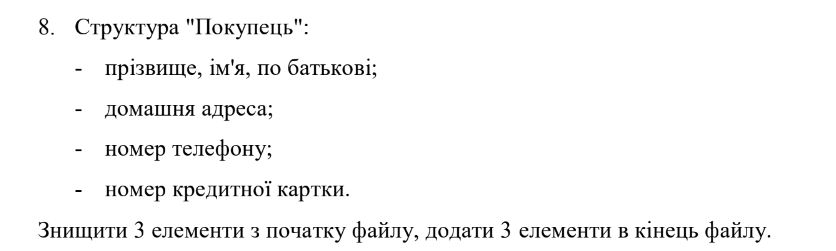 8. Структура "Покупець":
- прізвище, ім'я, по батькові;
- домашня адреса;
- номер телефону;
- номер кредитної картки.
Знищити 3 елементи з початку файлу, додати 3 елементи в кінець файлу.